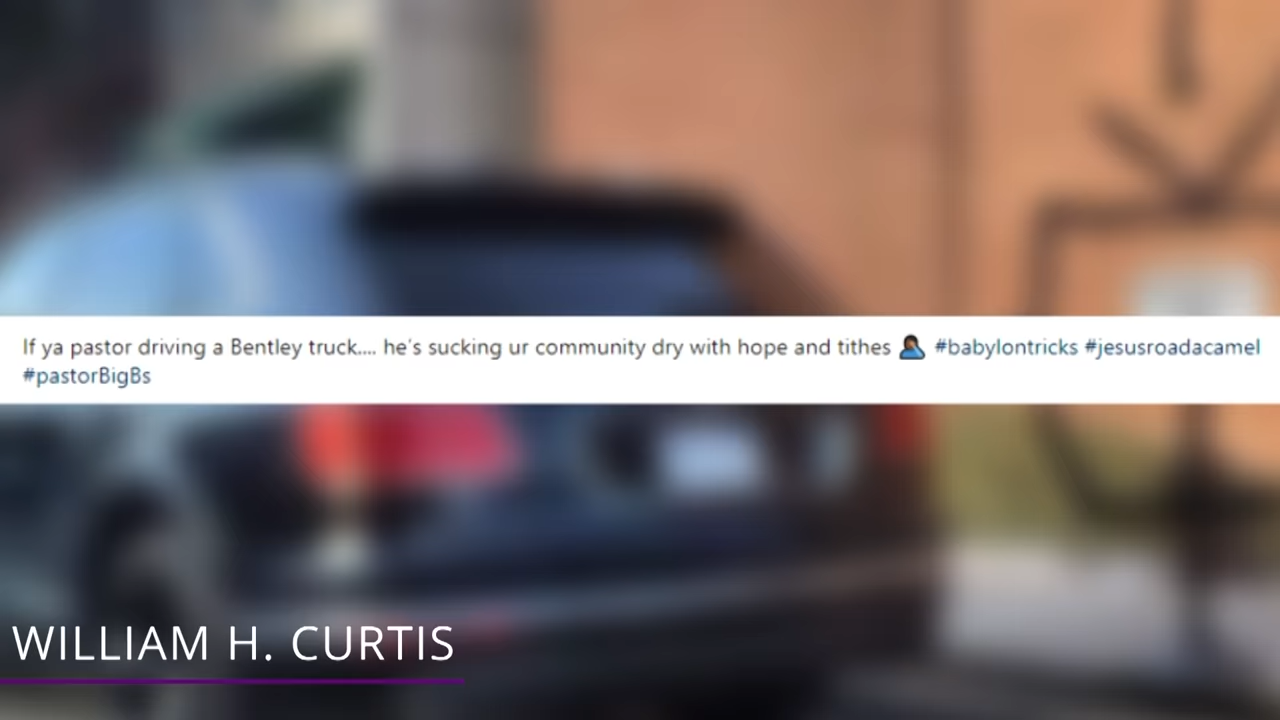 If ya pastor driving a Bentley truck.... he's sucking ur community dry with hope and tithes 🤦🏾‍♂️ #babylontricks #jesusroadacamel
#pastorBigBs
WILLIAM H. CURTIS